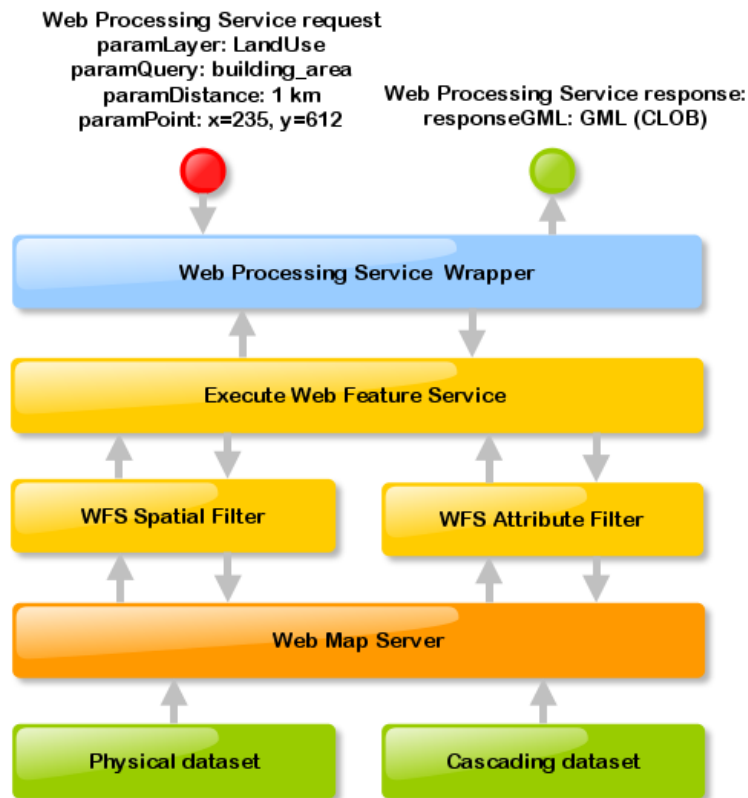 Web Processing Service request
paramLayer: LandUse
paramQuery: building_area
paramDistance: 1 km
paramPoint: x=235, y=612
Web Processing Service response:
responseGML: GML (CLOB)
Web Processing Service Wrapper
Execute Web Feature Service
WFS Spatial Filter
WFS Attribute Filter
Web Map Server
Physical dataset
Cascading dataset